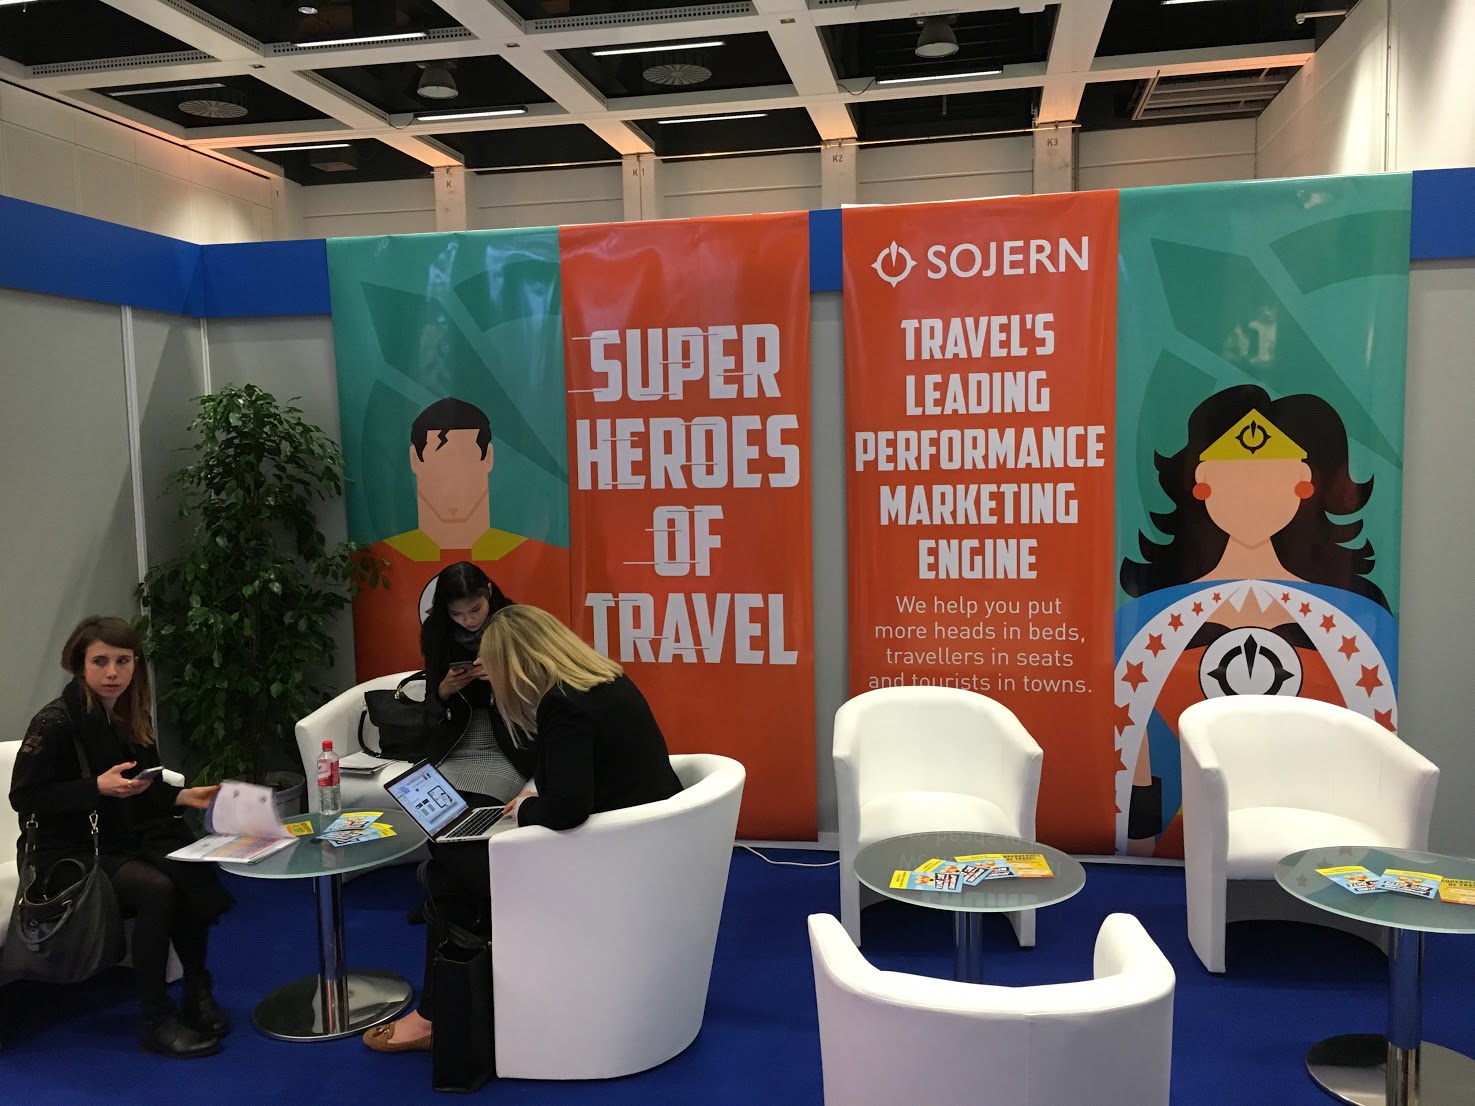 K
K1
K2
K3
SUPER
HEROES
OF
TRAVEL
SOJERN
TRAVEL'S
LEADING
PERFORMANCE
MARKETING
ENGINE
We help you put
more heads in beds,
travellers in seats
and tourists in towns.